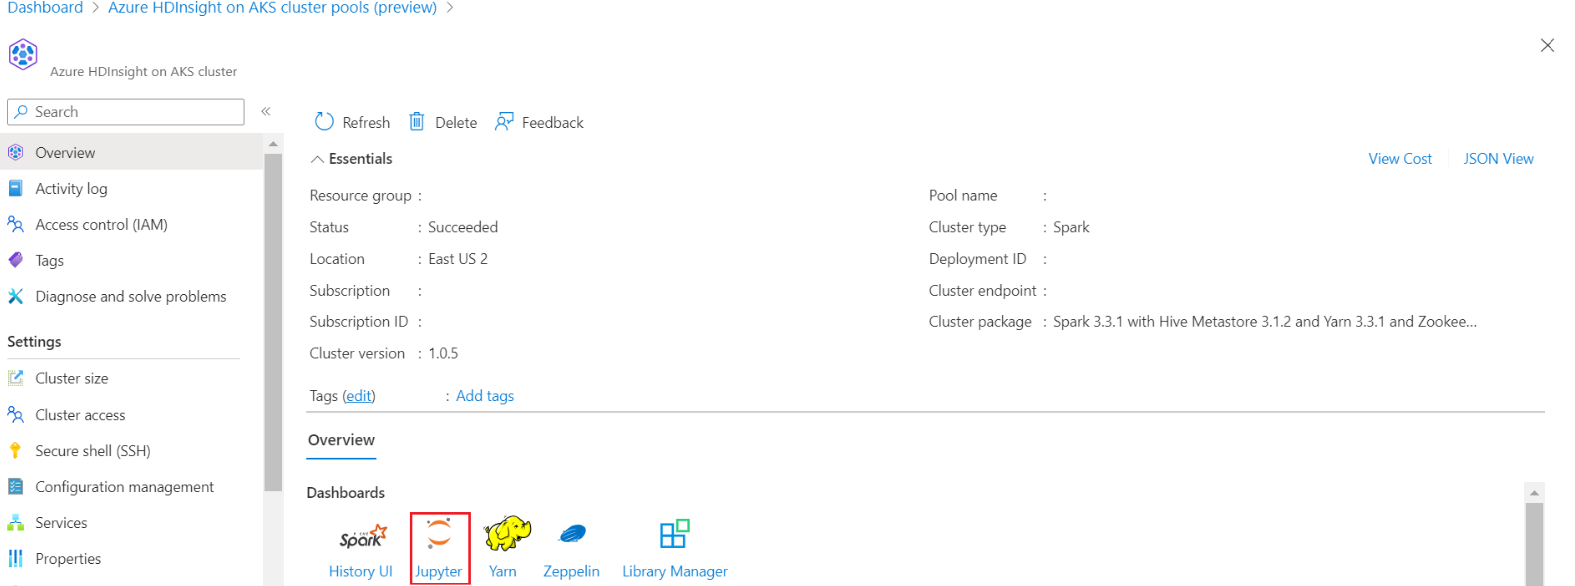 Dashboard > Azure HDInsight on AKS cluster pools (preview) >
Azure HDInsight on AKS cluster
Search
«
Overview
Activity log
Access control (IAM)
Tags
Diagnose and solve problems
Settings
Cluster size
Cluster access
Secure shell (SSH)
Configuration management
Services
Properties
Refresh Delete Feedback
Essentials
View Cost JSON View
Resource group :
Status : Succeeded
Location : East US 2
Subscription :
Subscription ID :
Cluster version : 1.0.5
Pool name :
Cluster type : Spark
Deployment ID :
Cluster endpoint :
Cluster package : Spark 3.3.1 with Hive Metastore 3.1.2 and Yarn 3.3.1 and Zookee...
Tags (edit) : Add tags
Overview
Dashboards
Spark
History UI Jupyter Yarn Zeppelin Library Manager